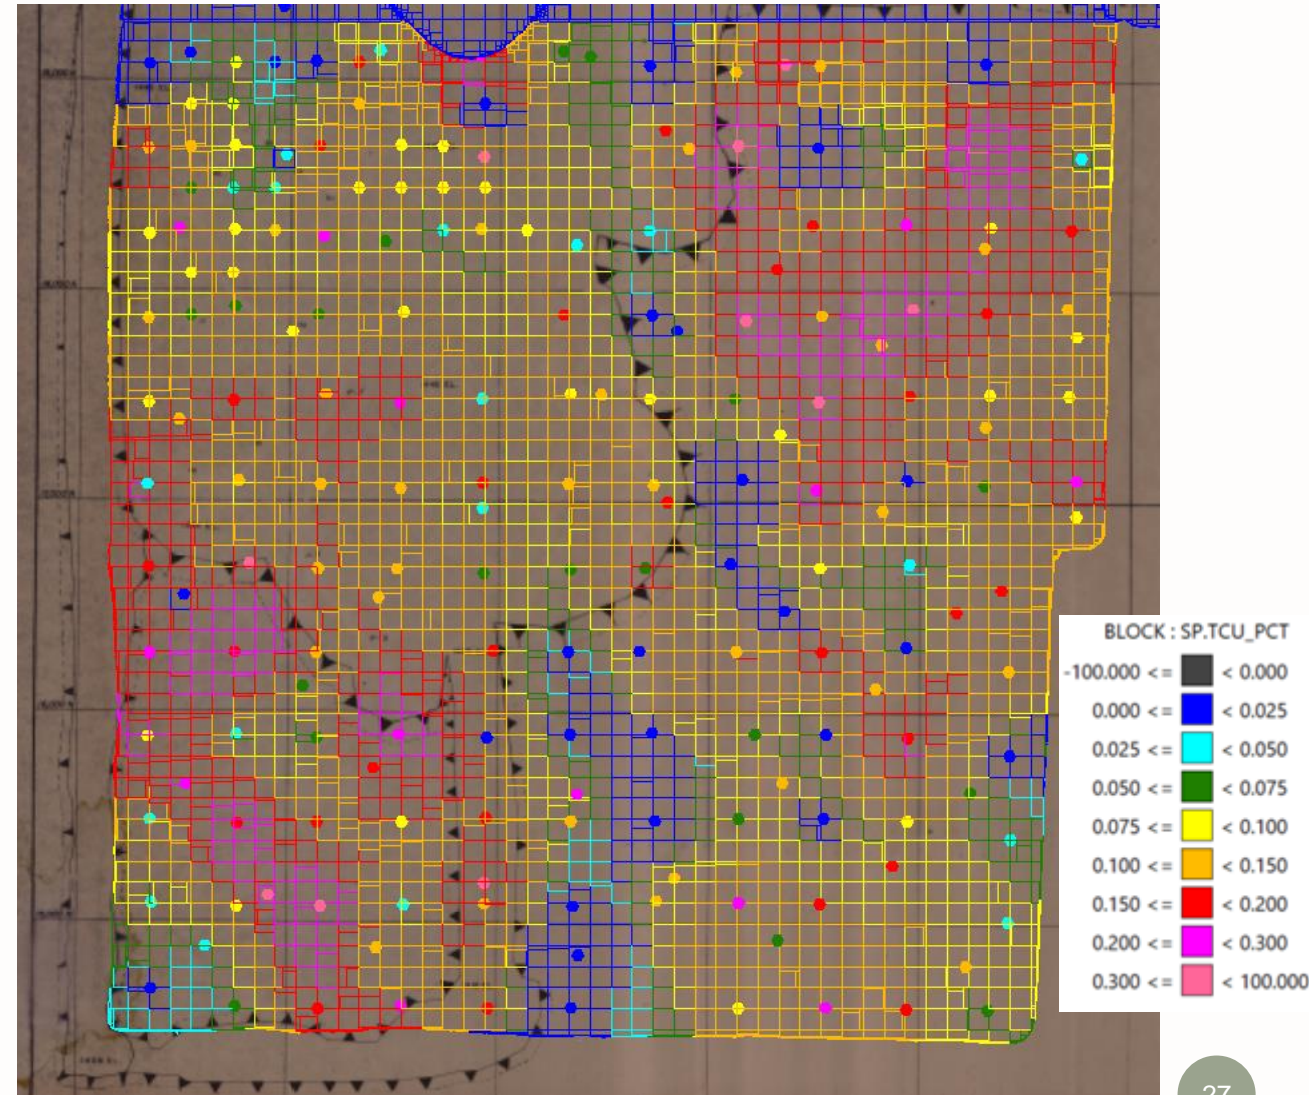 BLOCK : SP.TCU_PCT
-100.000 <= < 0.000
0.000 <= < 0.025
0.025 <= < 0.050
0.050 <= < 0.075
0.075 <= < 0.100
0.100 <= < 0.150
0.150 <= < 0.200
0.200 <= < 0.300
0.300 <= < 100.000
27